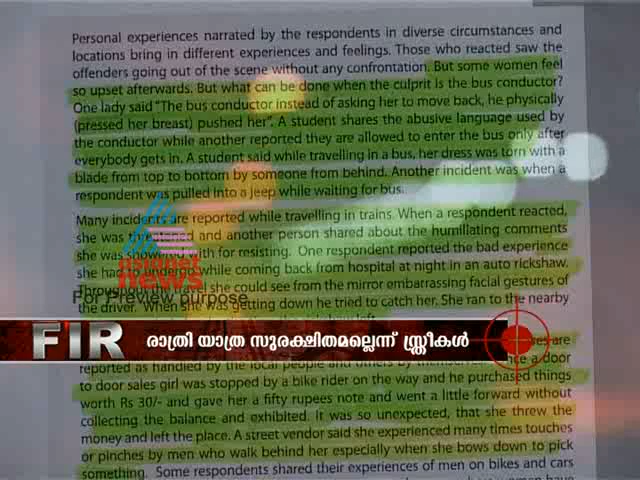 Personal experiences narrated by the respondents in diverse circumstances and
locations bring in different experiences and feelings. Those who reacted saw the
offenders going out of the scene without any confrontation. But some women feel
so upset afterwards. But what can be done when the culprit is the bus conductor?
One lady said "The bus conductor instead of asking her to move back, he physically
(pressed her breast) pushed her". A student shares the abusive language used by
the conductor while another reported they are allowed to enter the bus only after
everybody gets in. A student said while travelling in a bus, her dress was torn with a
blade from top to bottom by someone from behind. Another incident was when a
respondent was pulled into a jeep while waiting for bus.
Many incidents are reported while travelling in trains. When a respondent reacted,
she was threatened and another person shared about the humiliating comments
she was with for resisting. One respondent reported the bad experience
she had to undergo while coming back from hospital at night in an auto rickshaw.
Throughout travel she could see from the mirror embarrassing facial gestures of
the driver. When she was getting down he tried to catch her. She ran to the nearby
asianet
news
For Preview purpose
FIR രാത്രി യാത്ര സുരക്ഷിതമല്ലെന്ന് സ്ത്രീകൾ
are
reported as handled by the local people and others by Once a door
to door sales girl was stopped by a bike rider on the way and he purchased things
worth Rs 30/- and gave her a fifty rupees note and went a little forward without
collecting the balance and exhibited. It was so unexpected, that she threw the
money and left the place. A street vendor said she experienced many times touches
or pinches by men who walk behind her especially when she bows down to pick
something. Some respondents shared their experiences of men on bikes and cars